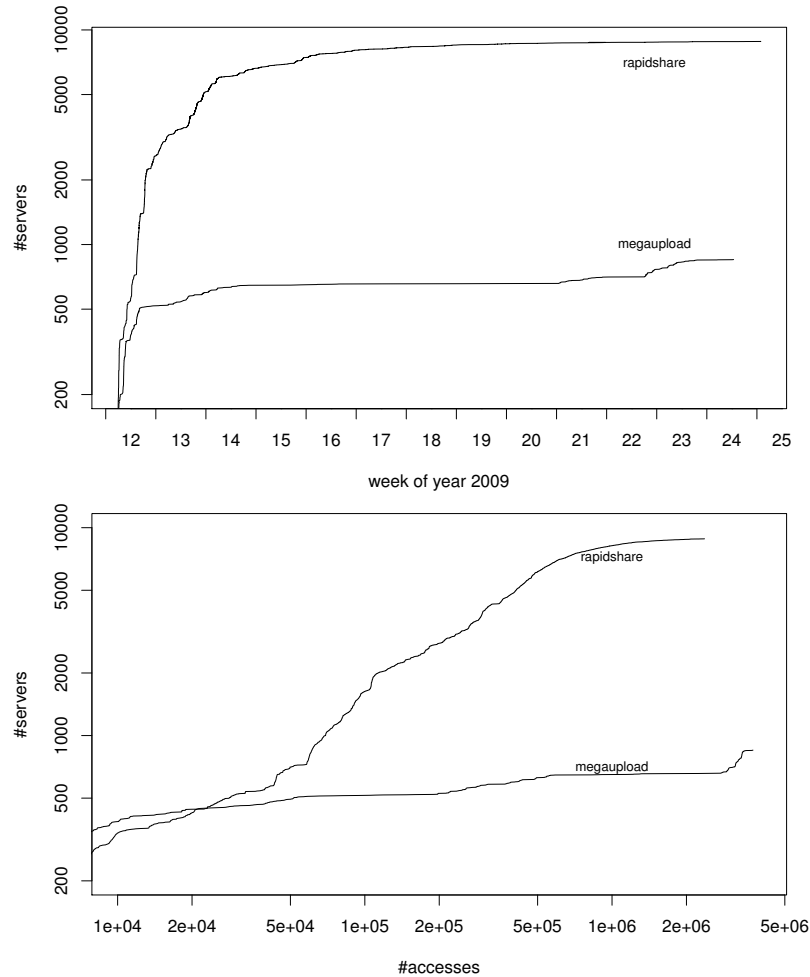 10000
5000
2000
1000
500
200
#servers
rapidshare
megaupload
12 13 14 15 16 17 18 19 20 21 22 23 24 25
week of year 2009
10000
5000
2000
1000
500
200
#servers
rapidshare
megaupload
1e+04 2e+04 5e+04 1e+05 2e+05 5e+05 1e+06 2e+06 5e+06
#accesses